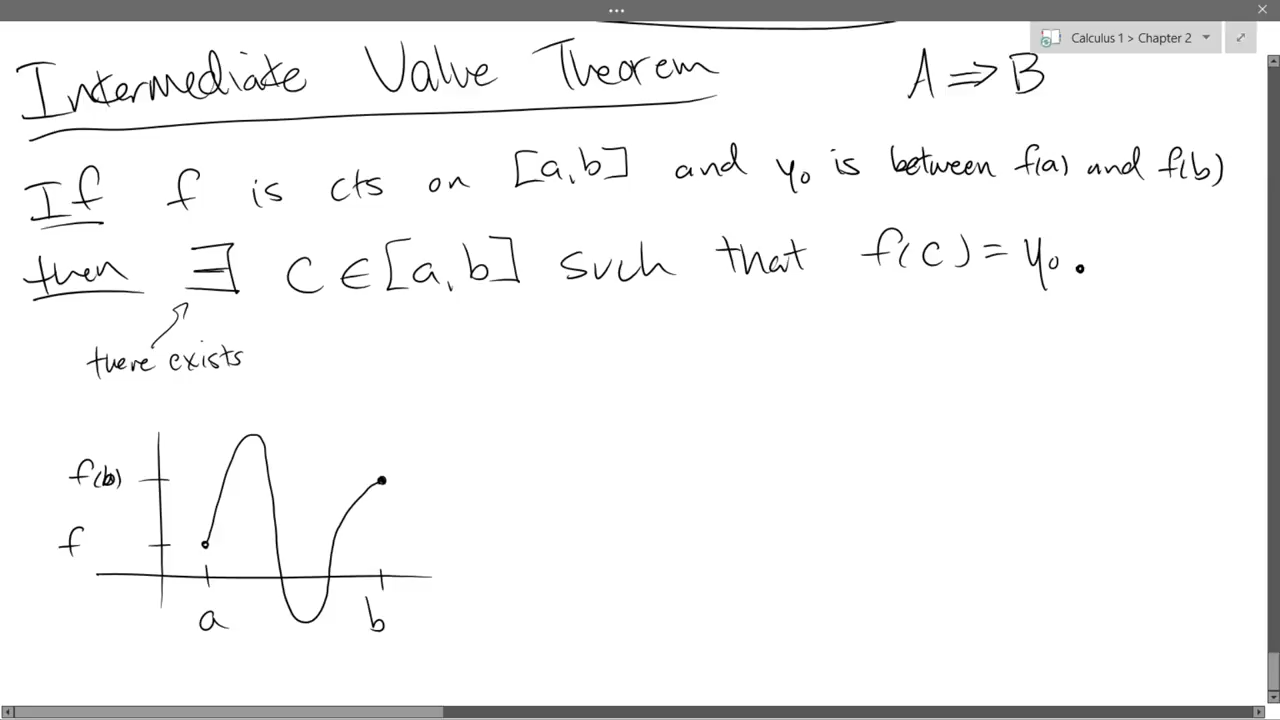 Calculus 1 > Chapter 2
Intermediate Value Theorem
A ⇒ B
If f is cts on [a,b] and y₀ is between f(a) and f(b)
then ∃ c ∈ [a,b] such that f(c) = y₀.
there exists
f(b)
f
a b